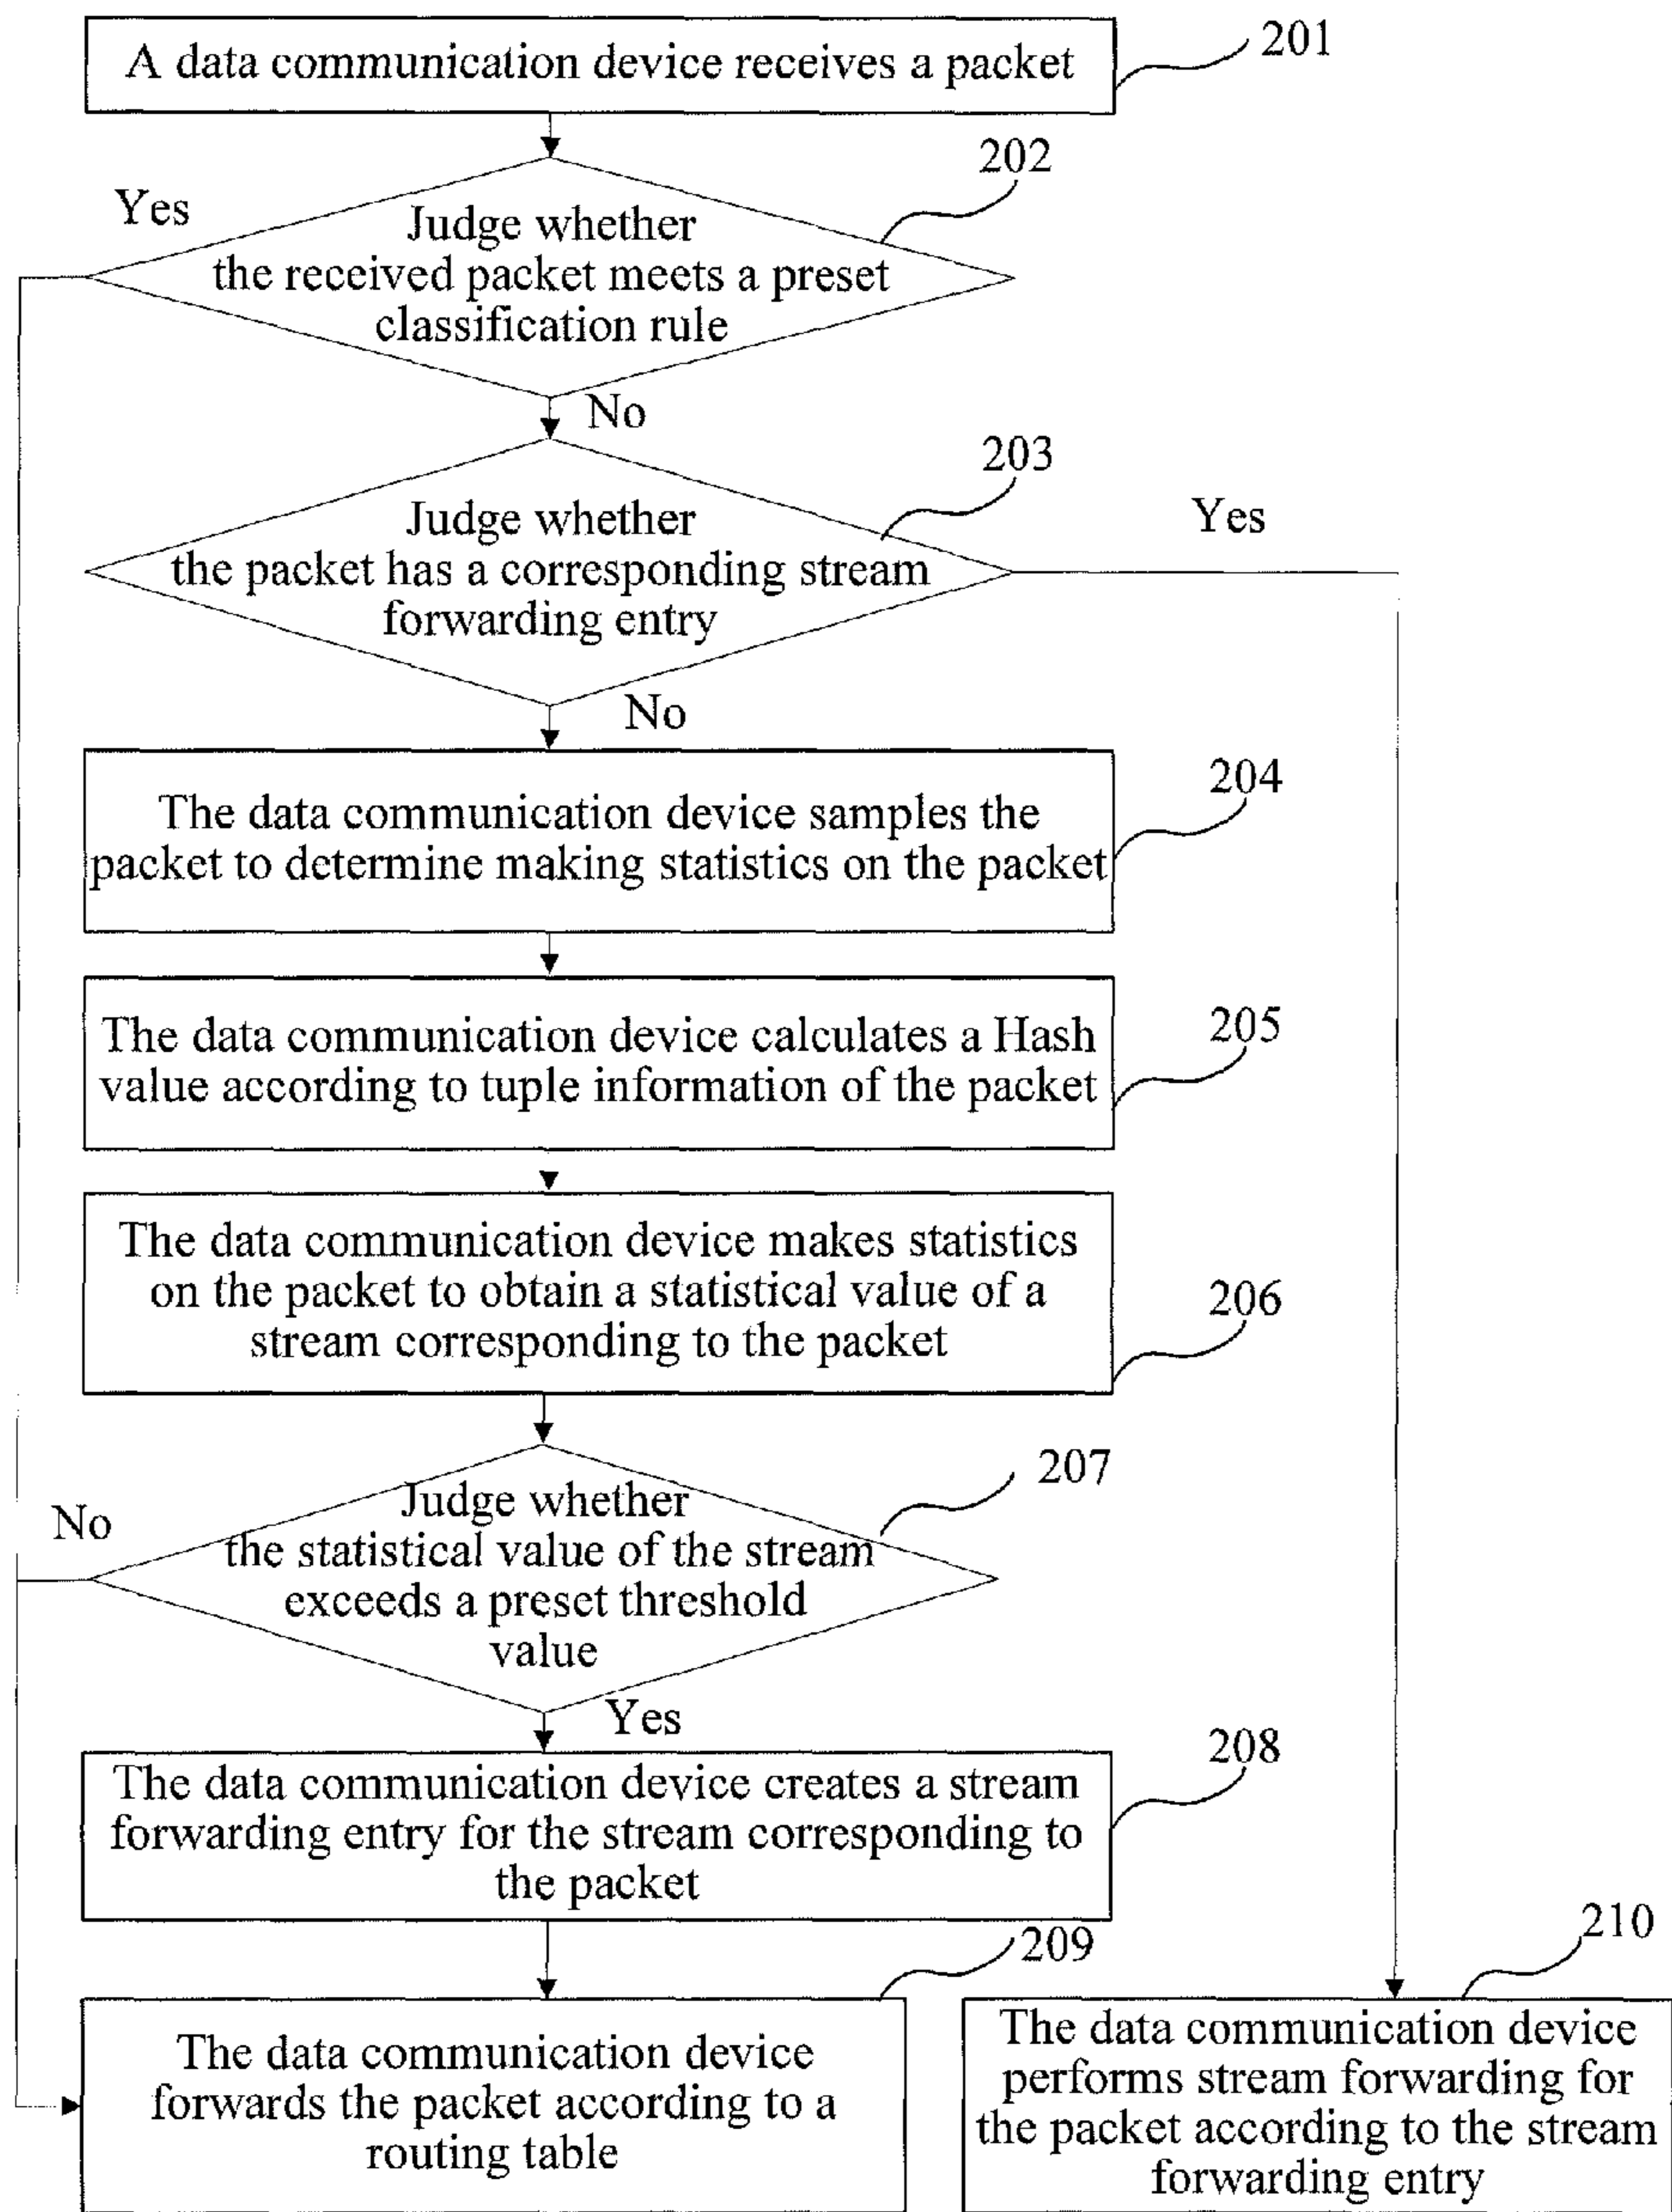 A data communication device receives a packet
201
202
Yes
Judge whether
the received packet meets a preset
classification rule
No
203
Judge whether
the packet has a corresponding stream
forwarding entry
Yes
No
204
The data communication device samples the
packet to determine making statistics on the packet
205
The data communication device calculates a Hash
value according to tuple information of the packet
The data communication device makes statistics
on the packet to obtain a statistical value of a
stream corresponding to the packet
206
207
Judge whether
the statistical value of the stream
exceeds a preset threshold
value
No
Yes
208
The data communication device creates a stream
forwarding entry for the stream corresponding to
the packet
209
210
The data communication device
forwards the packet according to a
routing table
The data communication device
performs stream forwarding for
the packet according to the stream
forwarding entry